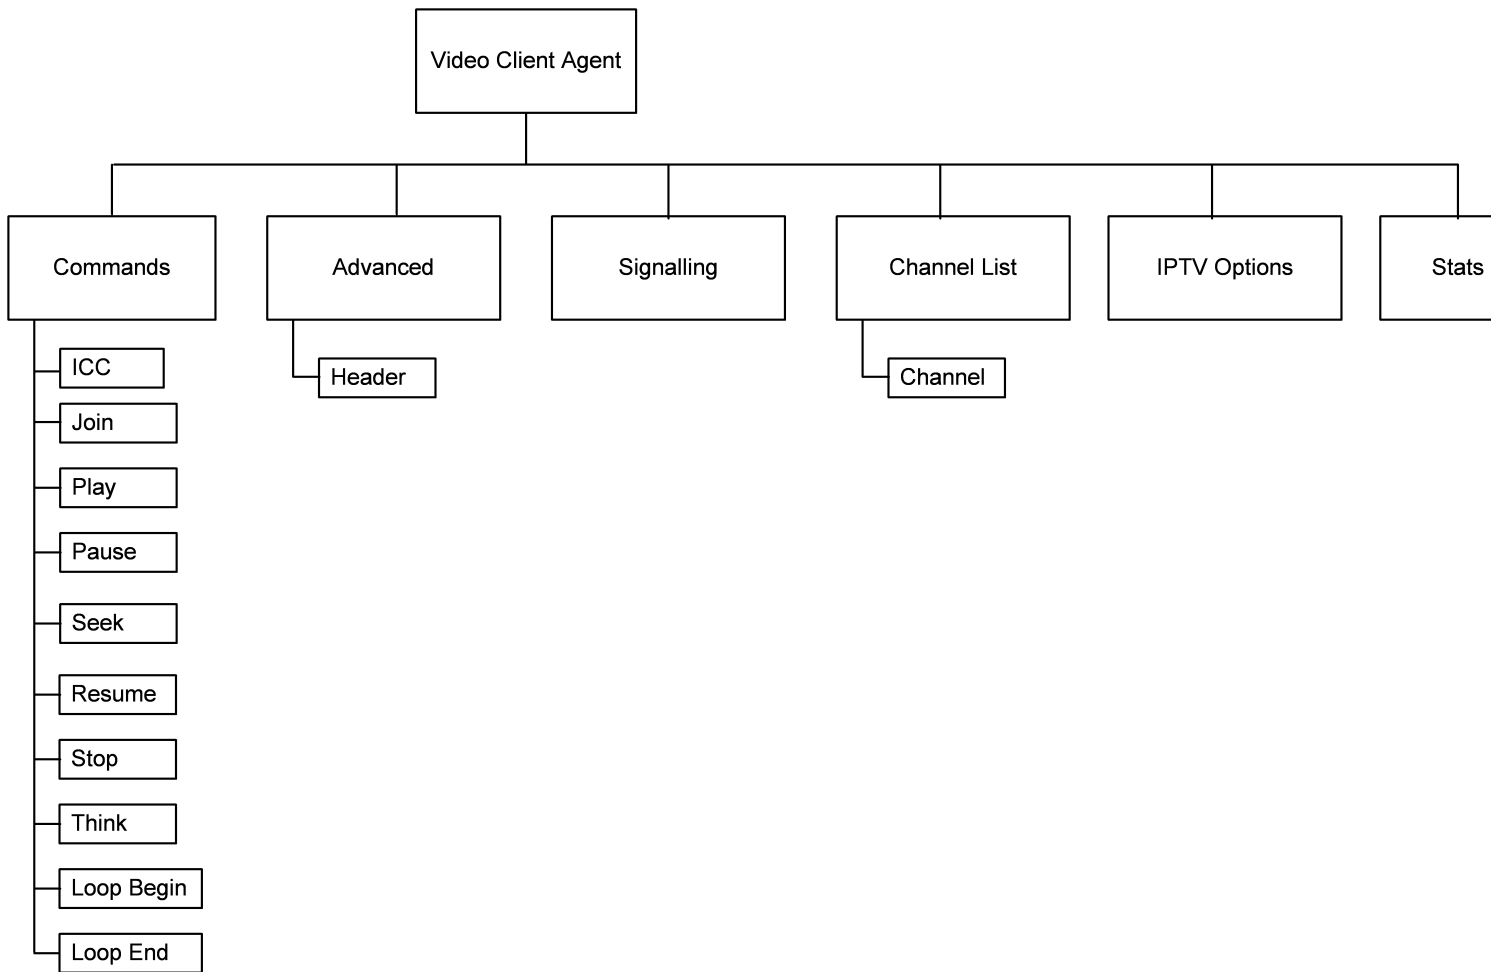 Video Client Agent
Commands
Advanced
Signalling
Channel List
IPTV Options
Stats
ICC
Header
Channel
Join
Play
Pause
Seek
Resume
Stop
Think
Loop Begin
Loop End